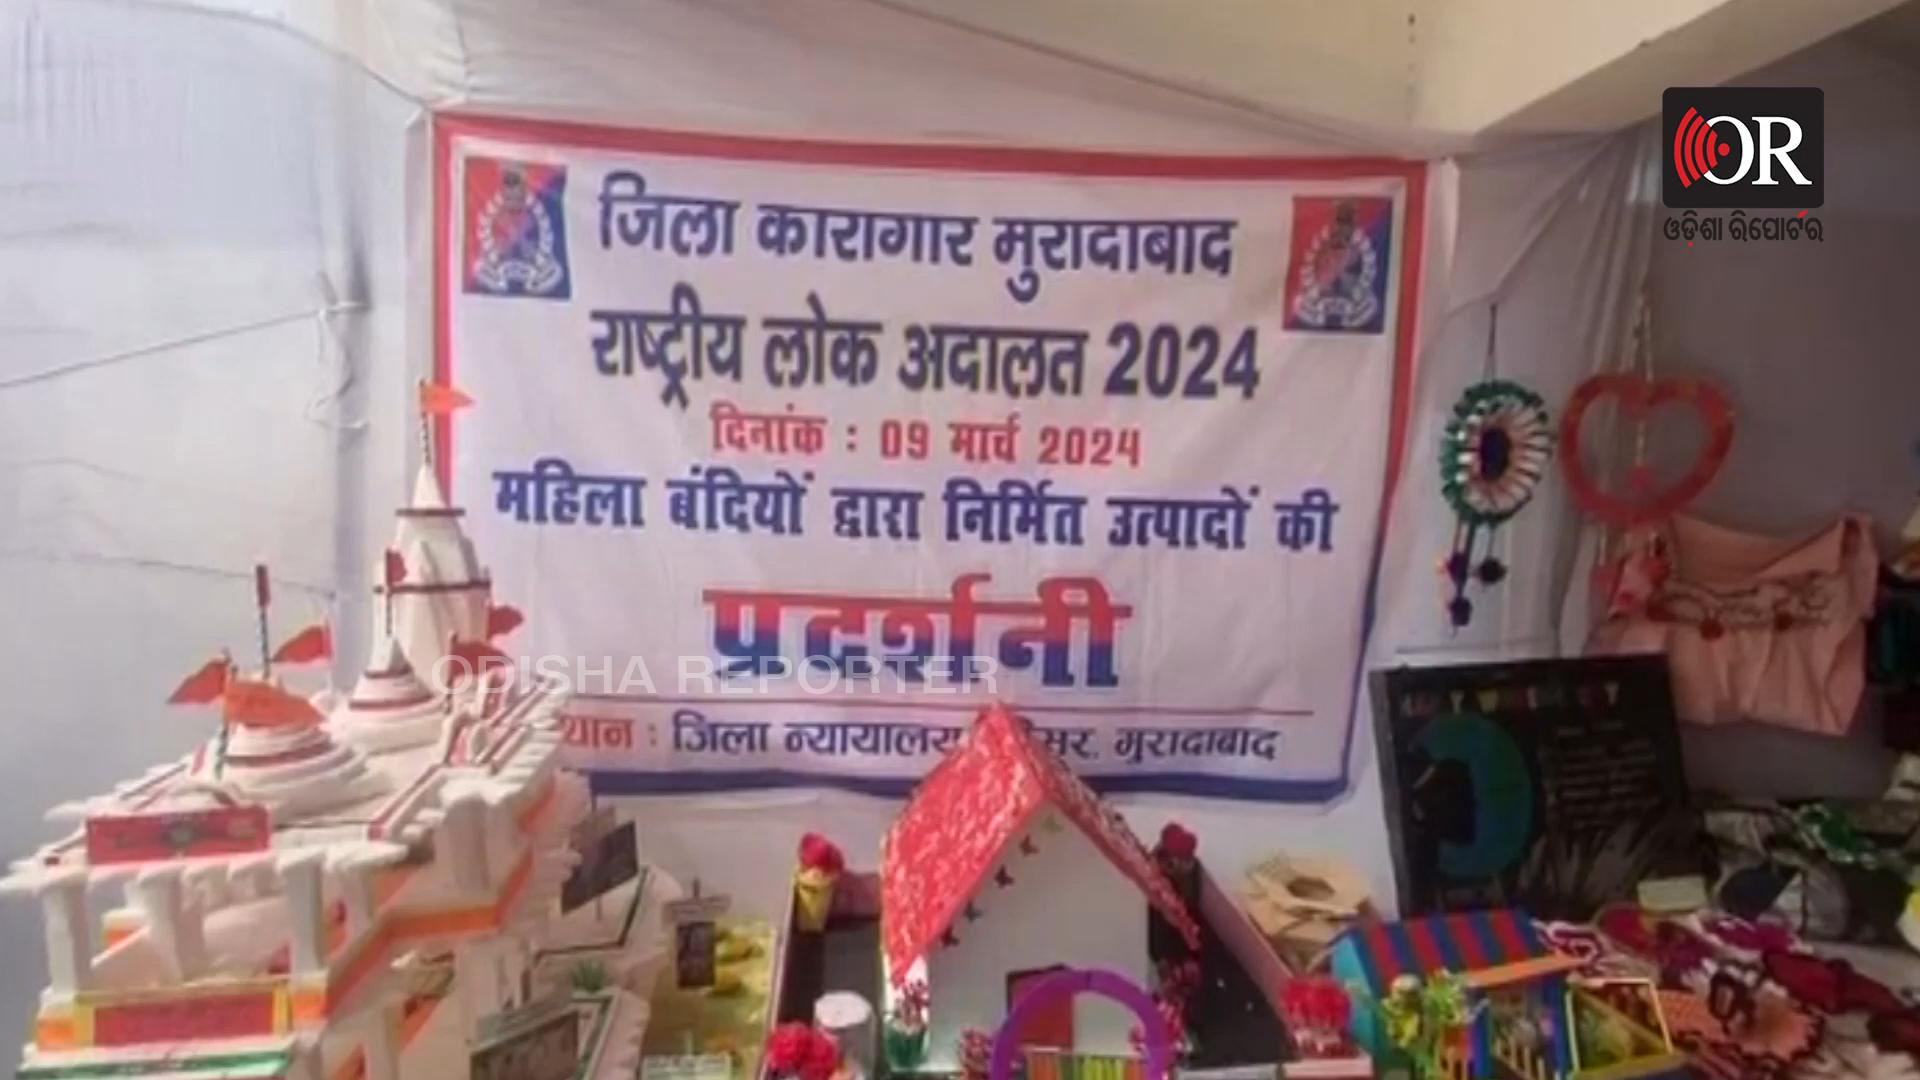 OR
ଓଡ଼ିଶା ରିପୋର୍ଟର
जिला कारागार मुरादाबाद
राष्ट्रीय लोक अदालत 2024
दिनांक : 09 मार्च 2024
महिला बंदियों द्वारा निर्मित उत्पादों की
प्रदर्शनी
ODISHA REPORTER
: जिला न्यायालय मुरादाबाद